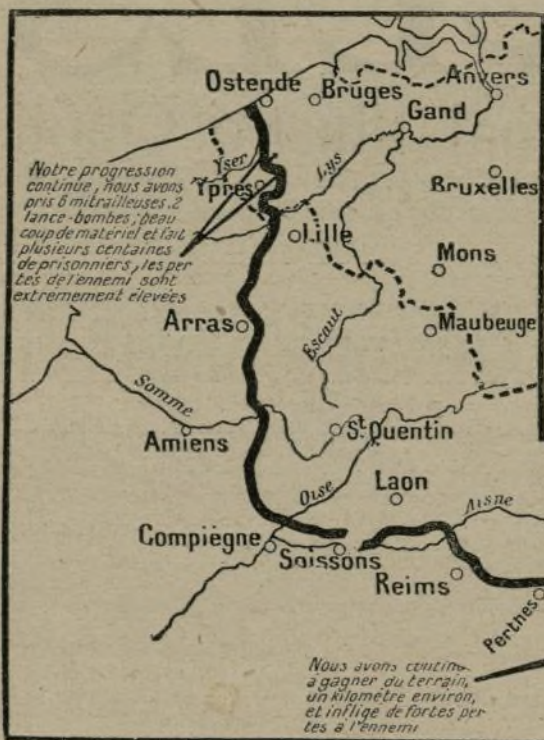 Ostende
Bruges
Anvers
Gand
Yser
Lys
Ypres
Bruxelles
Notre progression
continue, nous avons
pris 6 mitrailleuses, 2
lance-bombes, beau
coup de matériel et fait
plusieurs centaines
de prisonniers, les per
tes de l'ennemi sont
extremement élevées
Lille
Mons
Arras
Escaut
Maubeuge
Somme
Amiens
St Quentin
Oise
Laon
Aisne
Compiègne
Soissons
Reims
Perthes
Nous avons continu
a gagner du terrain,
un kilomètre environ,
et inflige de fortes per
tes a l'ennemi